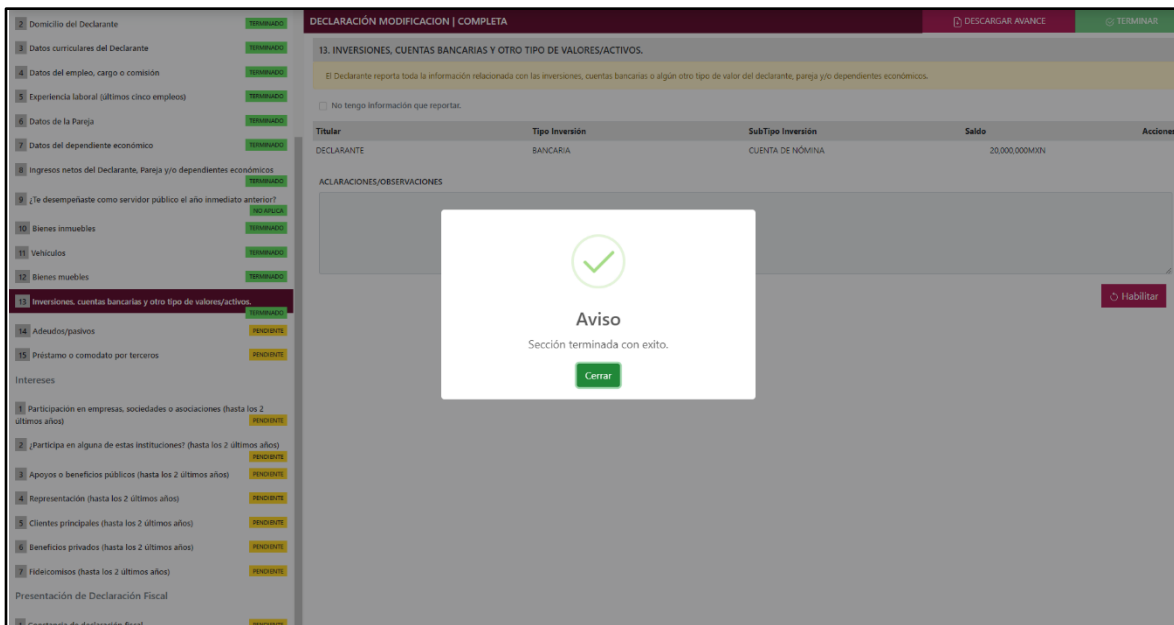 2 Domicilio del Declarante TERMINADO
3 Datos curriculares del Declarante TERMINADO
4 Datos del empleo, cargo o comisión TERMINADO
5 Experiencia laboral (últimos cinco empleos) TERMINADO
6 Datos de la Pareja TERMINADO
7 Datos del dependiente económico TERMINADO
8 Ingresos netos del Declarante, Pareja y/o dependientes económicos
TERMINADO
9 ¿Te desempeñaste como servidor público el año inmediato anterior?
NO APLICA
10 Bienes inmuebles TERMINADO
11 Vehículos TERMINADO
12 Bienes muebles TERMINADO
13 Inversiones, cuentas bancarias y otro tipo de valores/activos.
TERMINADO
14 Adeudos/pasivos PENDIENTE
15 Préstamo o comodato por terceros PENDIENTE
Intereses
1 Participación en empresas, sociedades o asociaciones (hasta los 2
últimos años) PENDIENTE
2 ¿Participa en alguna de estas instituciones? (hasta los 2 últimos años)
PENDIENTE
3 Apoyos o beneficios públicos (hasta los 2 últimos años) PENDIENTE
4 Representación (hasta los 2 últimos años) PENDIENTE
5 Clientes principales (hasta los 2 últimos años) PENDIENTE
6 Beneficios privados (hasta los 2 últimos años) PENDIENTE
7 Fideicomisos (hasta los 2 últimos años) PENDIENTE
Presentación de Declaración Fiscal
DECLARACIÓN MODIFICACION | COMPLETA DESCARGAR AVANCE TERMINAR
13. INVERSIONES, CUENTAS BANCARIAS Y OTRO TIPO DE VALORES/ACTIVOS.
El Declarante reporta toda la información relacionada con las inversiones, cuentas bancarias o algún otro tipo de valor del declarante, pareja y/o dependientes económicos.
No tengo información que reportar.
Titular Tipo Inversión SubTipo Inversión Saldo Acciones
DECLARANTE BANCARIA CUENTA DE NÓMINA 20,000,000MXN
ACLARACIONES/OBSERVACIONES
Habilitar
Aviso
Sección terminada con exito.
Cerrar